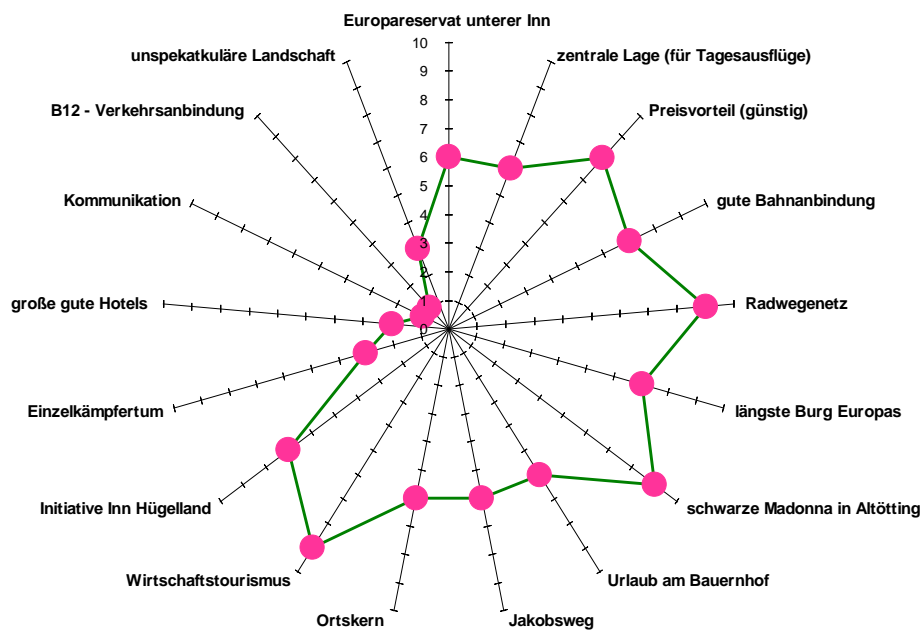 Europareservat unterer Inn
unspekatkuläre Landschaft
zentrale Lage (für Tagesausflüge)
B12 - Verkehrsanbindung
Preisvorteil (günstig)
Kommunikation
gute Bahnanbindung
große gute Hotels
Radwegenetz
Einzelkämpfertum
längste Burg Europas
Initiative Inn Hügelland
schwarze Madonna in Altötting
Wirtschaftstourismus
Urlaub am Bauernhof
Ortskern
Jakobsweg
10
9
8
7
6
5
4
3
2
1
0